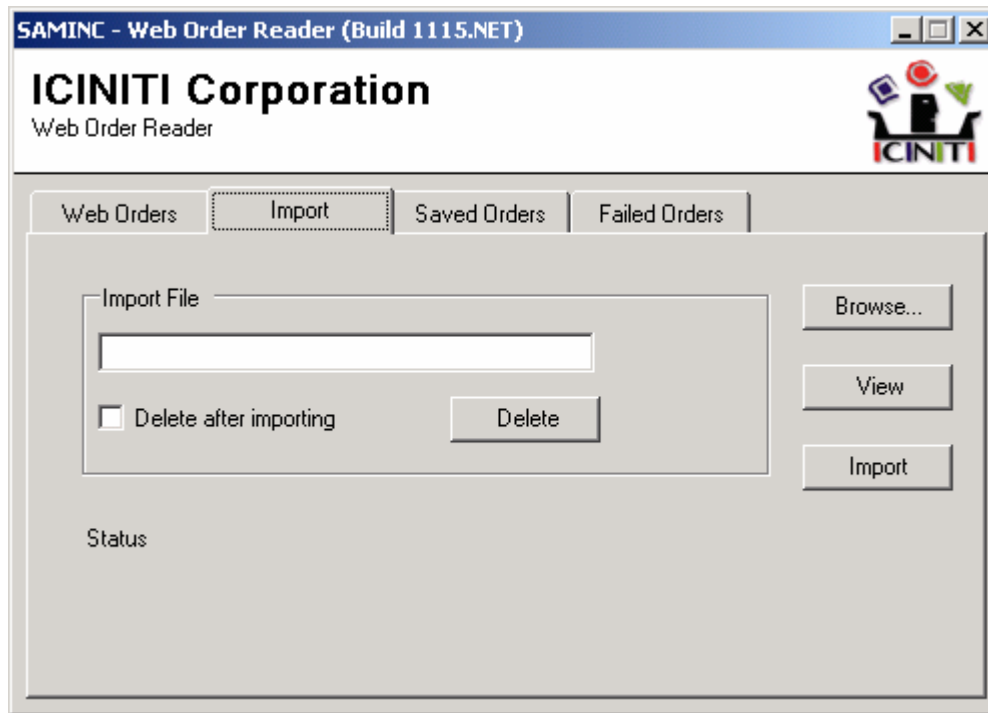 SAMINC - Web Order Reader (Build 1115.NET)
ICINITI Corporation
Web Order Reader
ICINITI
Web Orders Import Saved Orders Failed Orders
Import File
Browse...
View
Delete after importing Delete
Import
Status